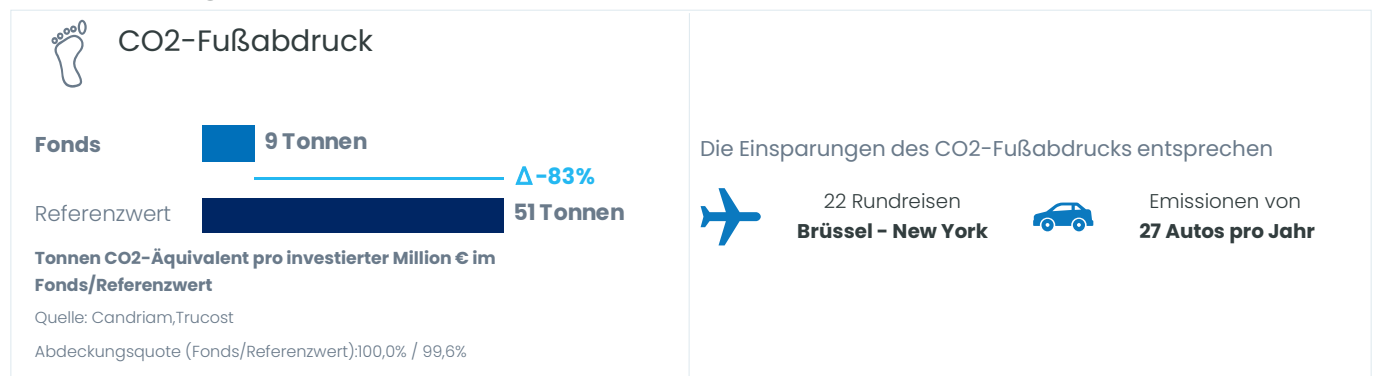 CO2-Fußabdruck
Fonds
9 Tonnen
Δ-83%
Referenzwert
51 Tonnen
Tonnen CO2-Äquivalent pro investierter Million € im
Fonds/Referenzwert
Quelle: Candriam,Trucost
Abdeckungsquote (Fonds/Referenzwert):100,0% / 99,6%
Die Einsparungen des CO2-Fußabdrucks entsprechen
22 Rundreisen
Brüssel - New York
Emissionen von
27 Autos pro Jahr